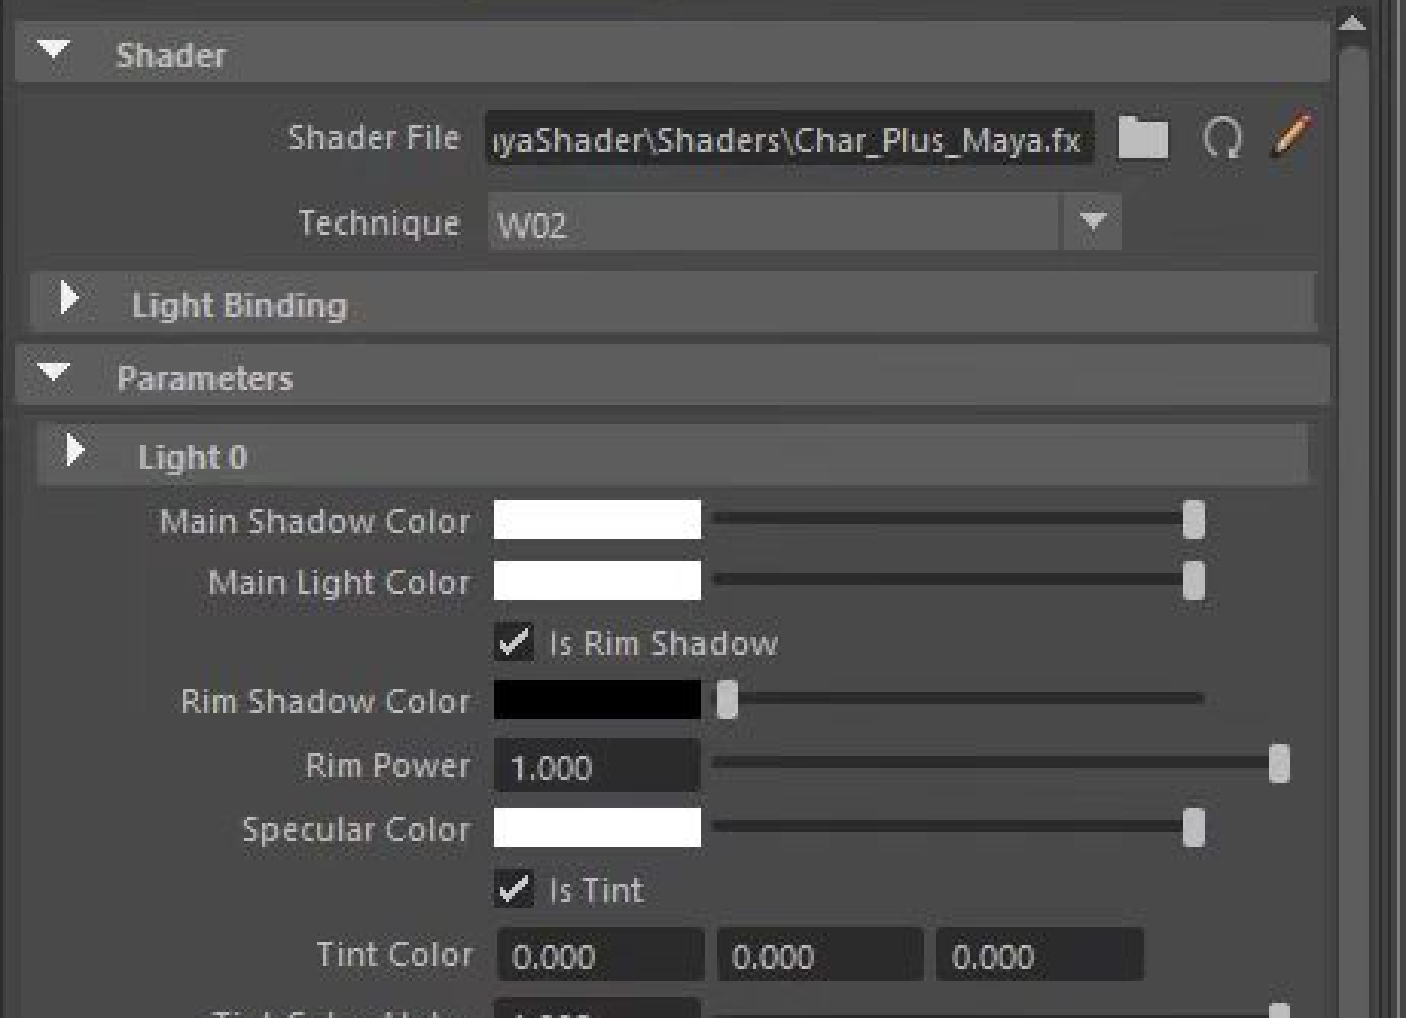 Shader
Shader File yaShader\Shaders\Char_Plus_Maya.fx
Technique W02
Light Binding
Parameters
Light 0
Main Shadow Color
Main Light Color
Is Rim Shadow
Rim Shadow Color
Rim Power 1.000
Specular Color
Is Tint
Tint Color 0.000 0.000 0.000